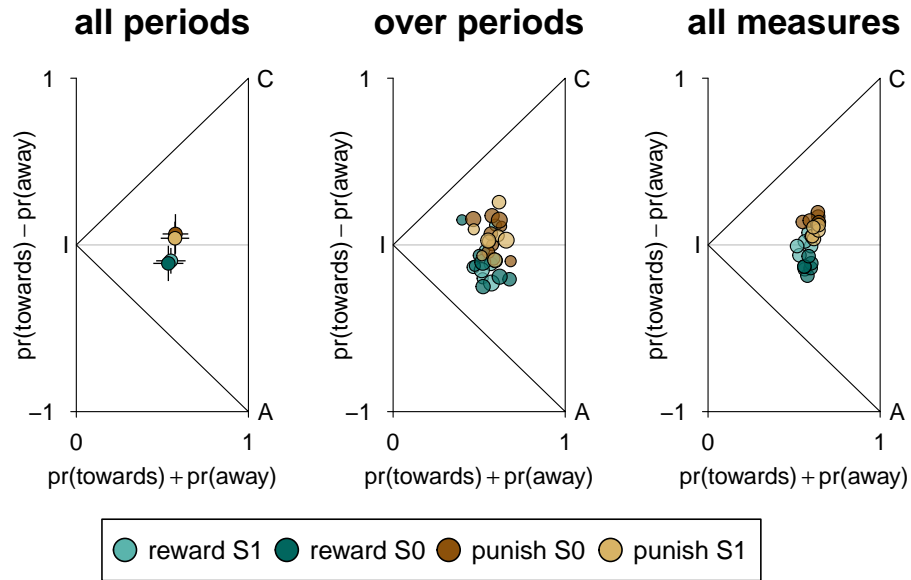 all periods
over periods
all measures
1
C
pr(towards) − pr(away)
I
−1
A
0
1
pr(towards) + pr(away)
1
C
pr(towards) − pr(away)
I
−1
A
0
1
pr(towards) + pr(away)
1
C
pr(towards) − pr(away)
I
−1
A
0
1
pr(towards) + pr(away)
reward S1 reward S0 punish S0 punish S1